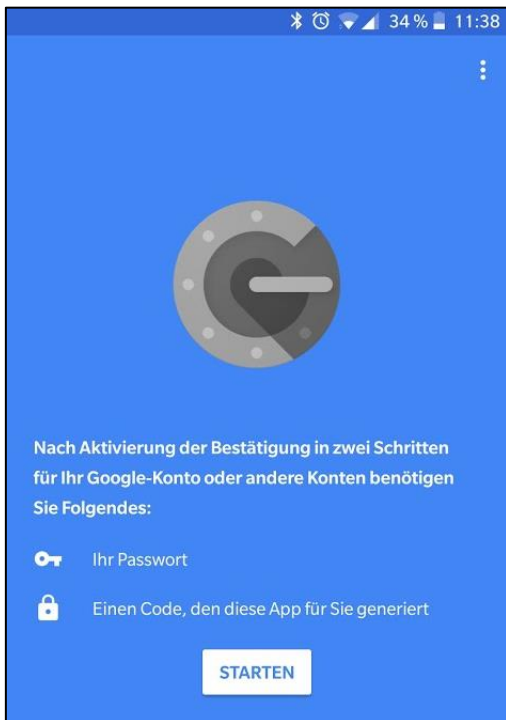 34 % 11:38
Nach Aktivierung der Bestätigung in zwei Schritten
für Ihr Google-Konto oder andere Konten benötigen
Sie Folgendes:
Ihr Passwort
Einen Code, den diese App für Sie generiert
STARTEN